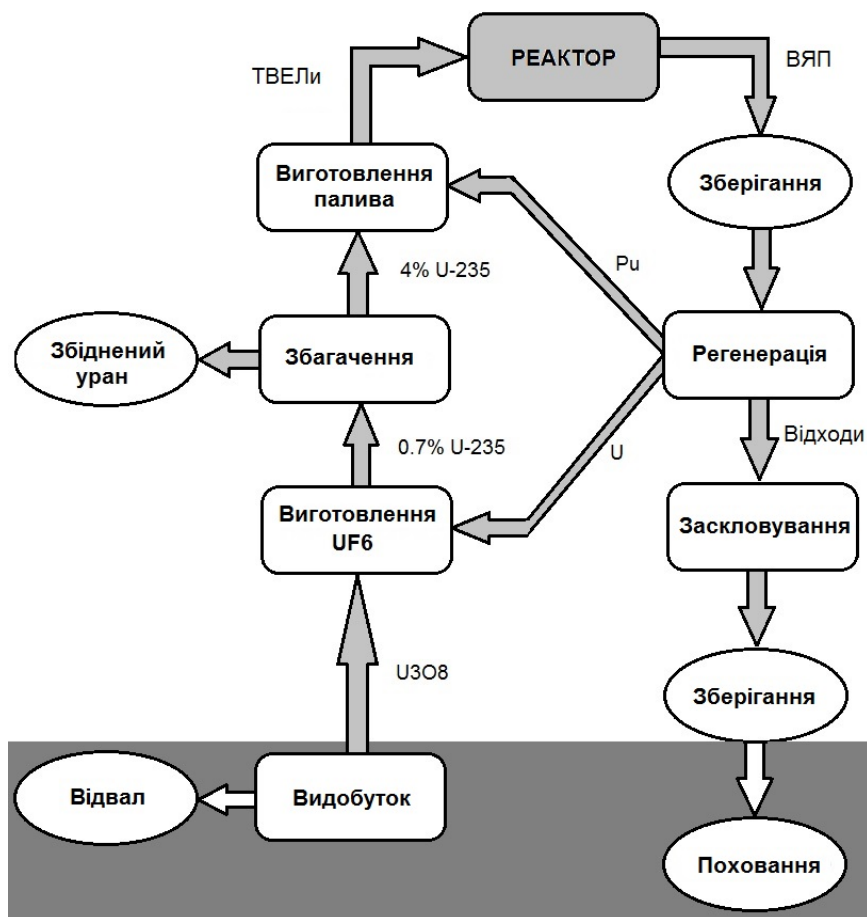 РЕАКТОР
ТВЕЛи
ВЯП
Виготовлення
палива
Зберігання
Pu
4% U-235
Збіднений
уран
Збагачення
Регенерація
U
Відходи
0.7% U-235
Виготовлення
UF6
Заскловування
U3O8
Зберігання
Відвал
Видобуток
Поховання